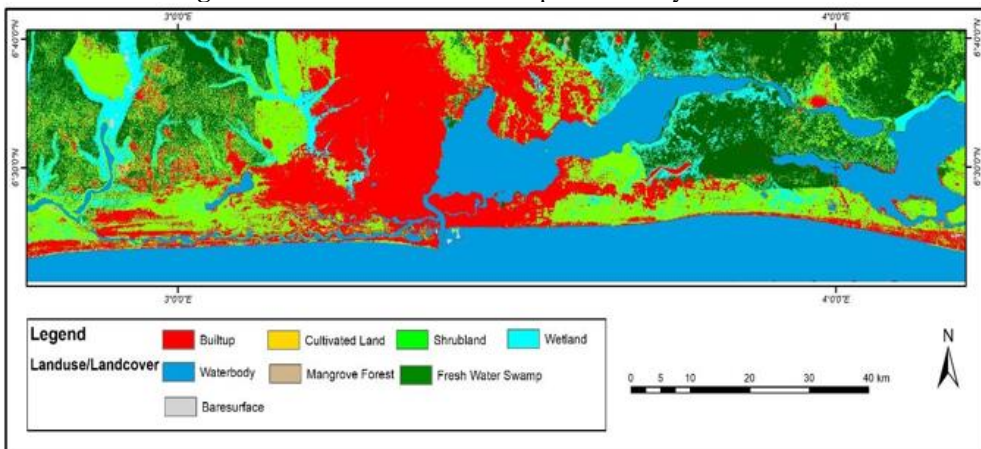 3°0'0"E 4°0'0"E
6°40'0"N 6°40'0"N
6°30'0"N 6°30'0"N
3°0'0"E 4°0'0"E
Legend
Landuse/Landcover
Builtup Cultivated Land Shrubland Wetland
Waterbody Mangrove Forest Fresh Water Swamp
Baresurface
N
0 5 10 20 30 40 km